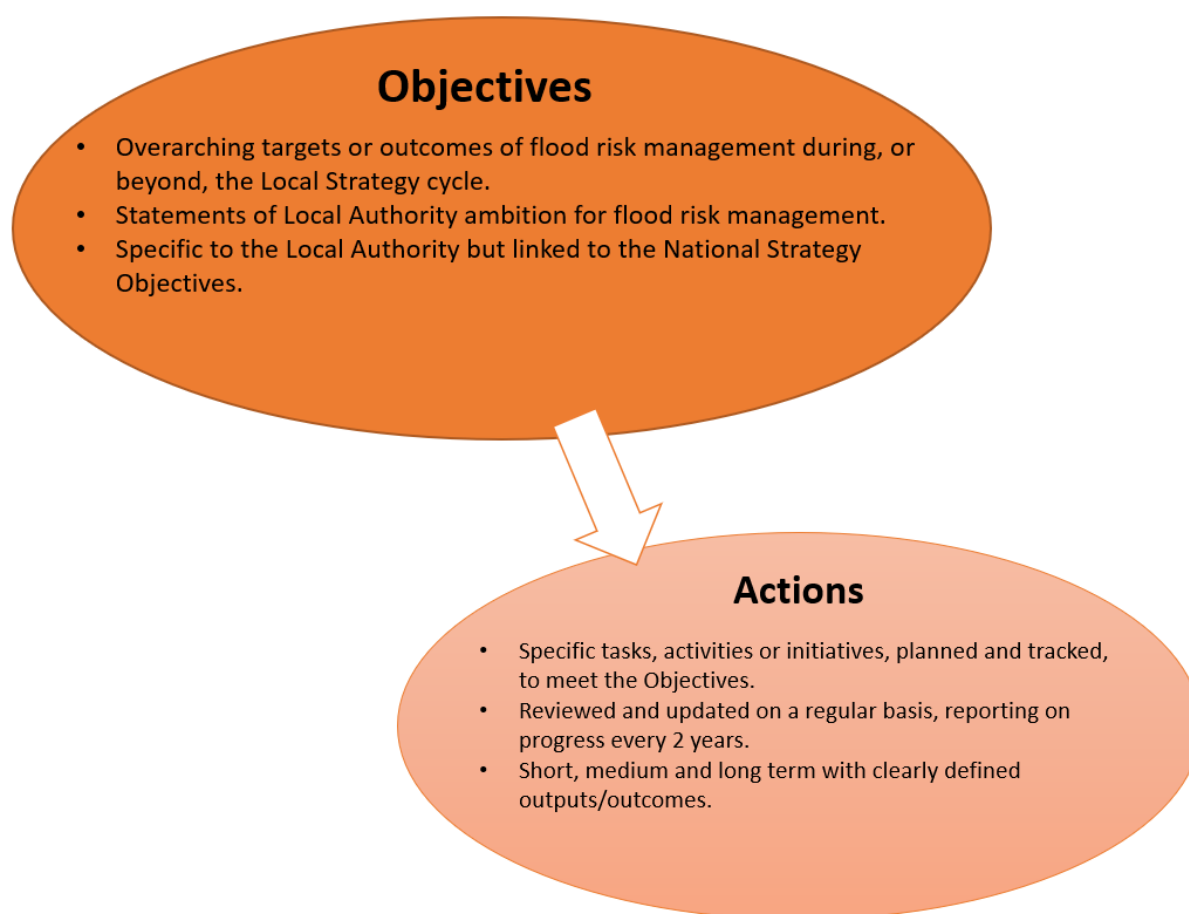 Objectives
• Overarching targets or outcomes of flood risk management during, or
beyond, the Local Strategy cycle.
• Statements of Local Authority ambition for flood risk management.
• Specific to the Local Authority but linked to the National Strategy
Objectives.
Actions
• Specific tasks, activities or initiatives, planned and tracked,
to meet the Objectives.
• Reviewed and updated on a regular basis, reporting on
progress every 2 years.
• Short, medium and long term with clearly defined
outputs/outcomes.